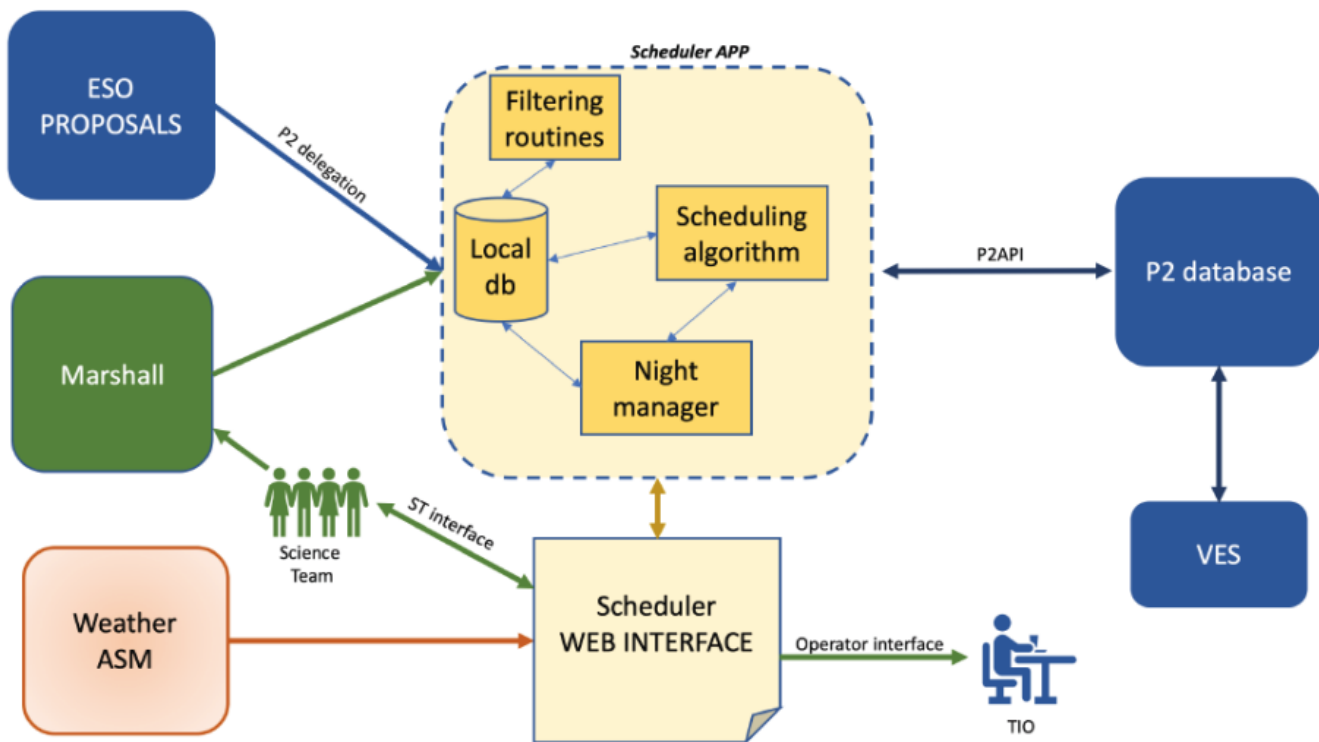 Scheduler APP
ESO
PROPOSALS
P2 delegation
Filtering
routines
Local
db
Scheduling
algorithm
Night
manager
P2API
P2 database
Marshall
Science
Team
ST interface
VES
Weather
ASM
Scheduler
WEB INTERFACE
Operator interface
TIO